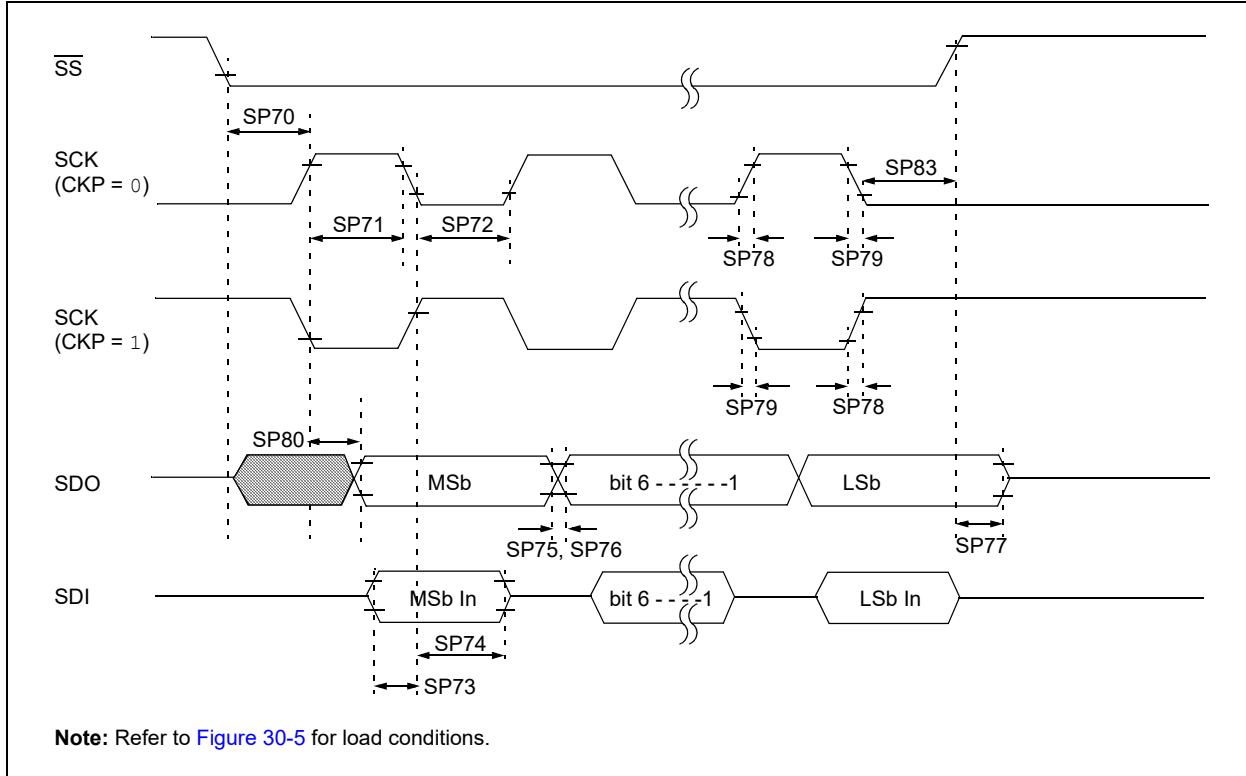 SS
SP70
SCK
(CKP = 0)
SP83
SP71
SP72
SP78
SP79
SCK
(CKP = 1)
SP79
SP78
SP80
SDO
MSb
bit 6 - - - - - -1
LSb
SP75, SP76
SP77
SDI
MSb In
bit 6 - - - -1
LSb In
SP74
SP73
Note: Refer to Figure 30-5 for load conditions.